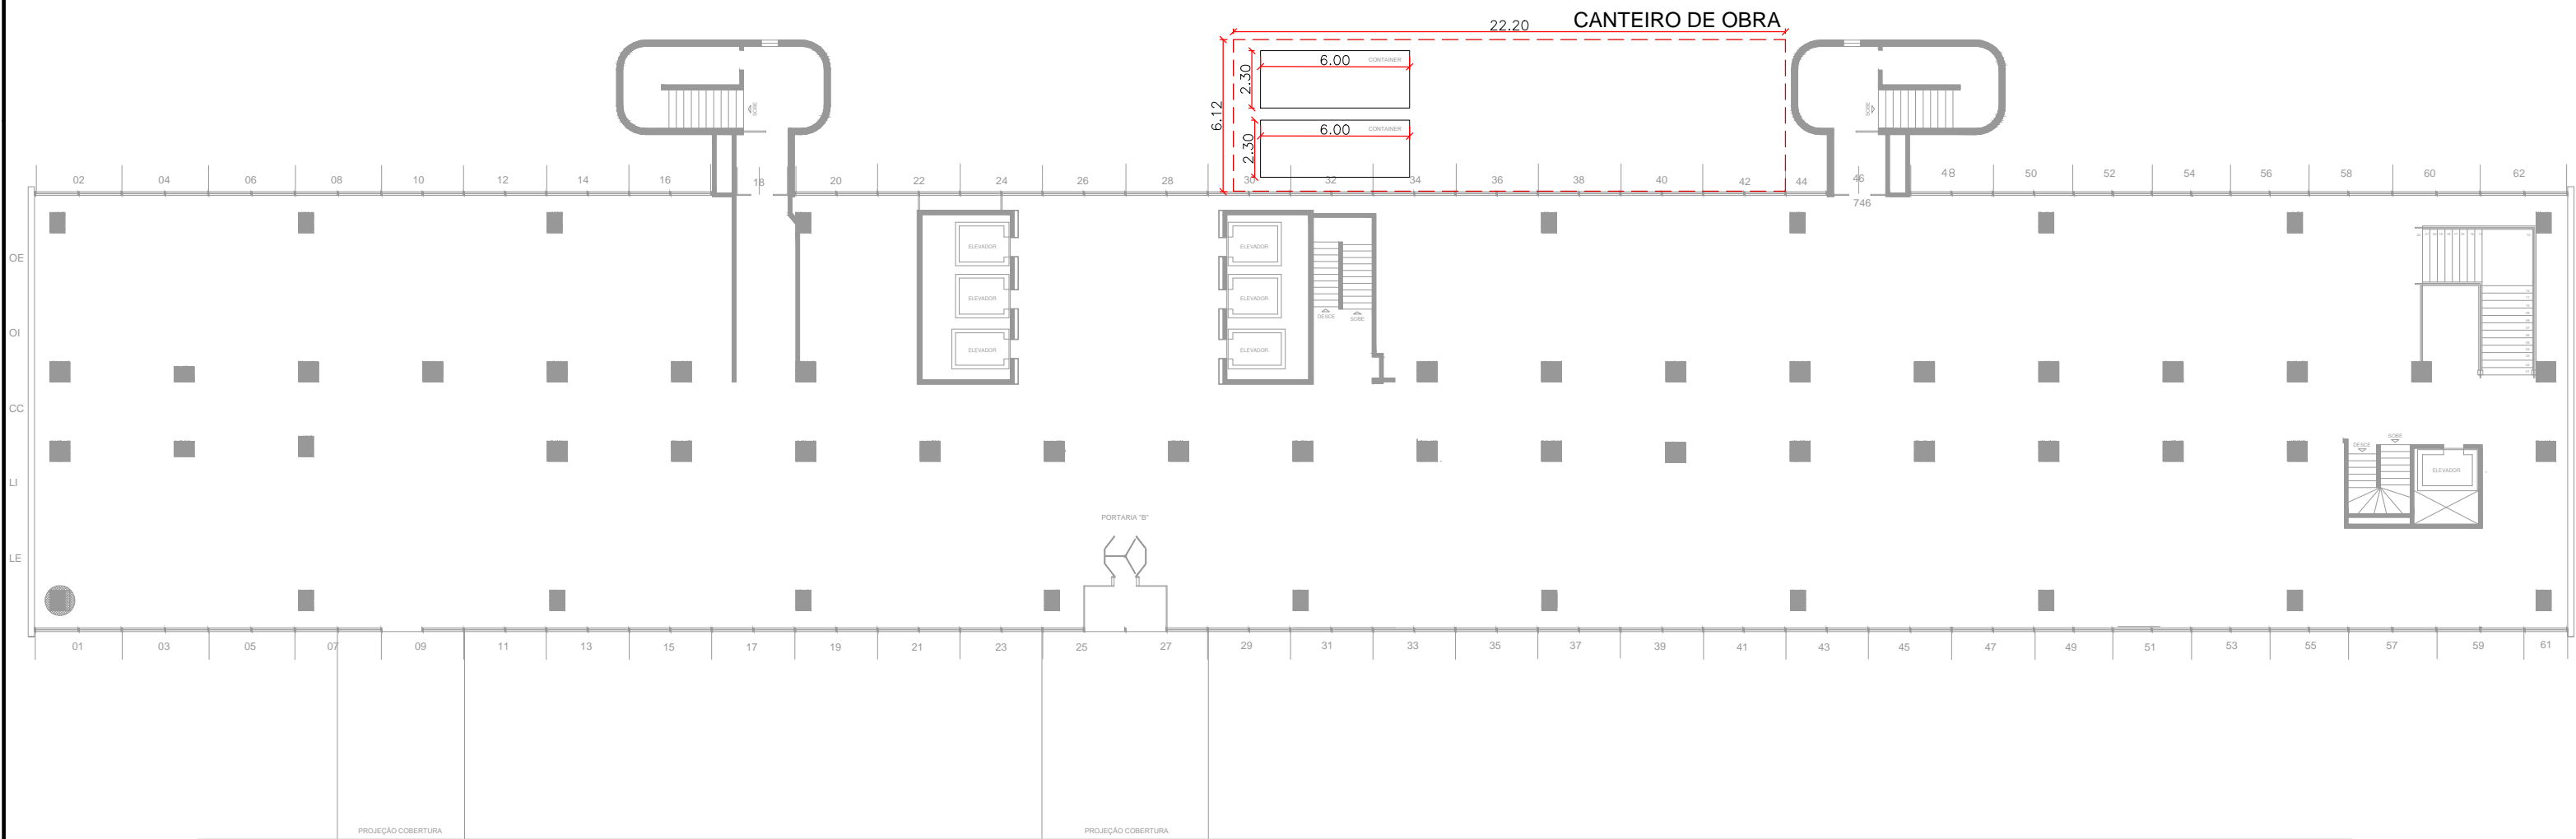 CANTEIRO DE OBRA
22.20
6.00 CONTAINER
2.30
6.12
6.00 CONTAINER
2.30
SOBE
SOBE
02 04 06 08 10 12 14 16 18 20 22 24 26 28 30 32 34 36 38 40 42 44 46 48 50 52 54 56 58 60 62
746
OE
OI
CC
LI
LE
ELEVADOR
ELEVADOR
ELEVADOR
ELEVADOR
ELEVADOR
ELEVADOR
DESCE
SOBE
DESCE
SOBE
ELEVADOR
PORTARIA "B"
01 03 05 07 09 11 13 15 17 19 21 23 25 27 29 31 33 35 37 39 41 43 45 47 49 51 53 55 57 59 61
PROJEÇÃO COBERTURA
PROJEÇÃO COBERTURA